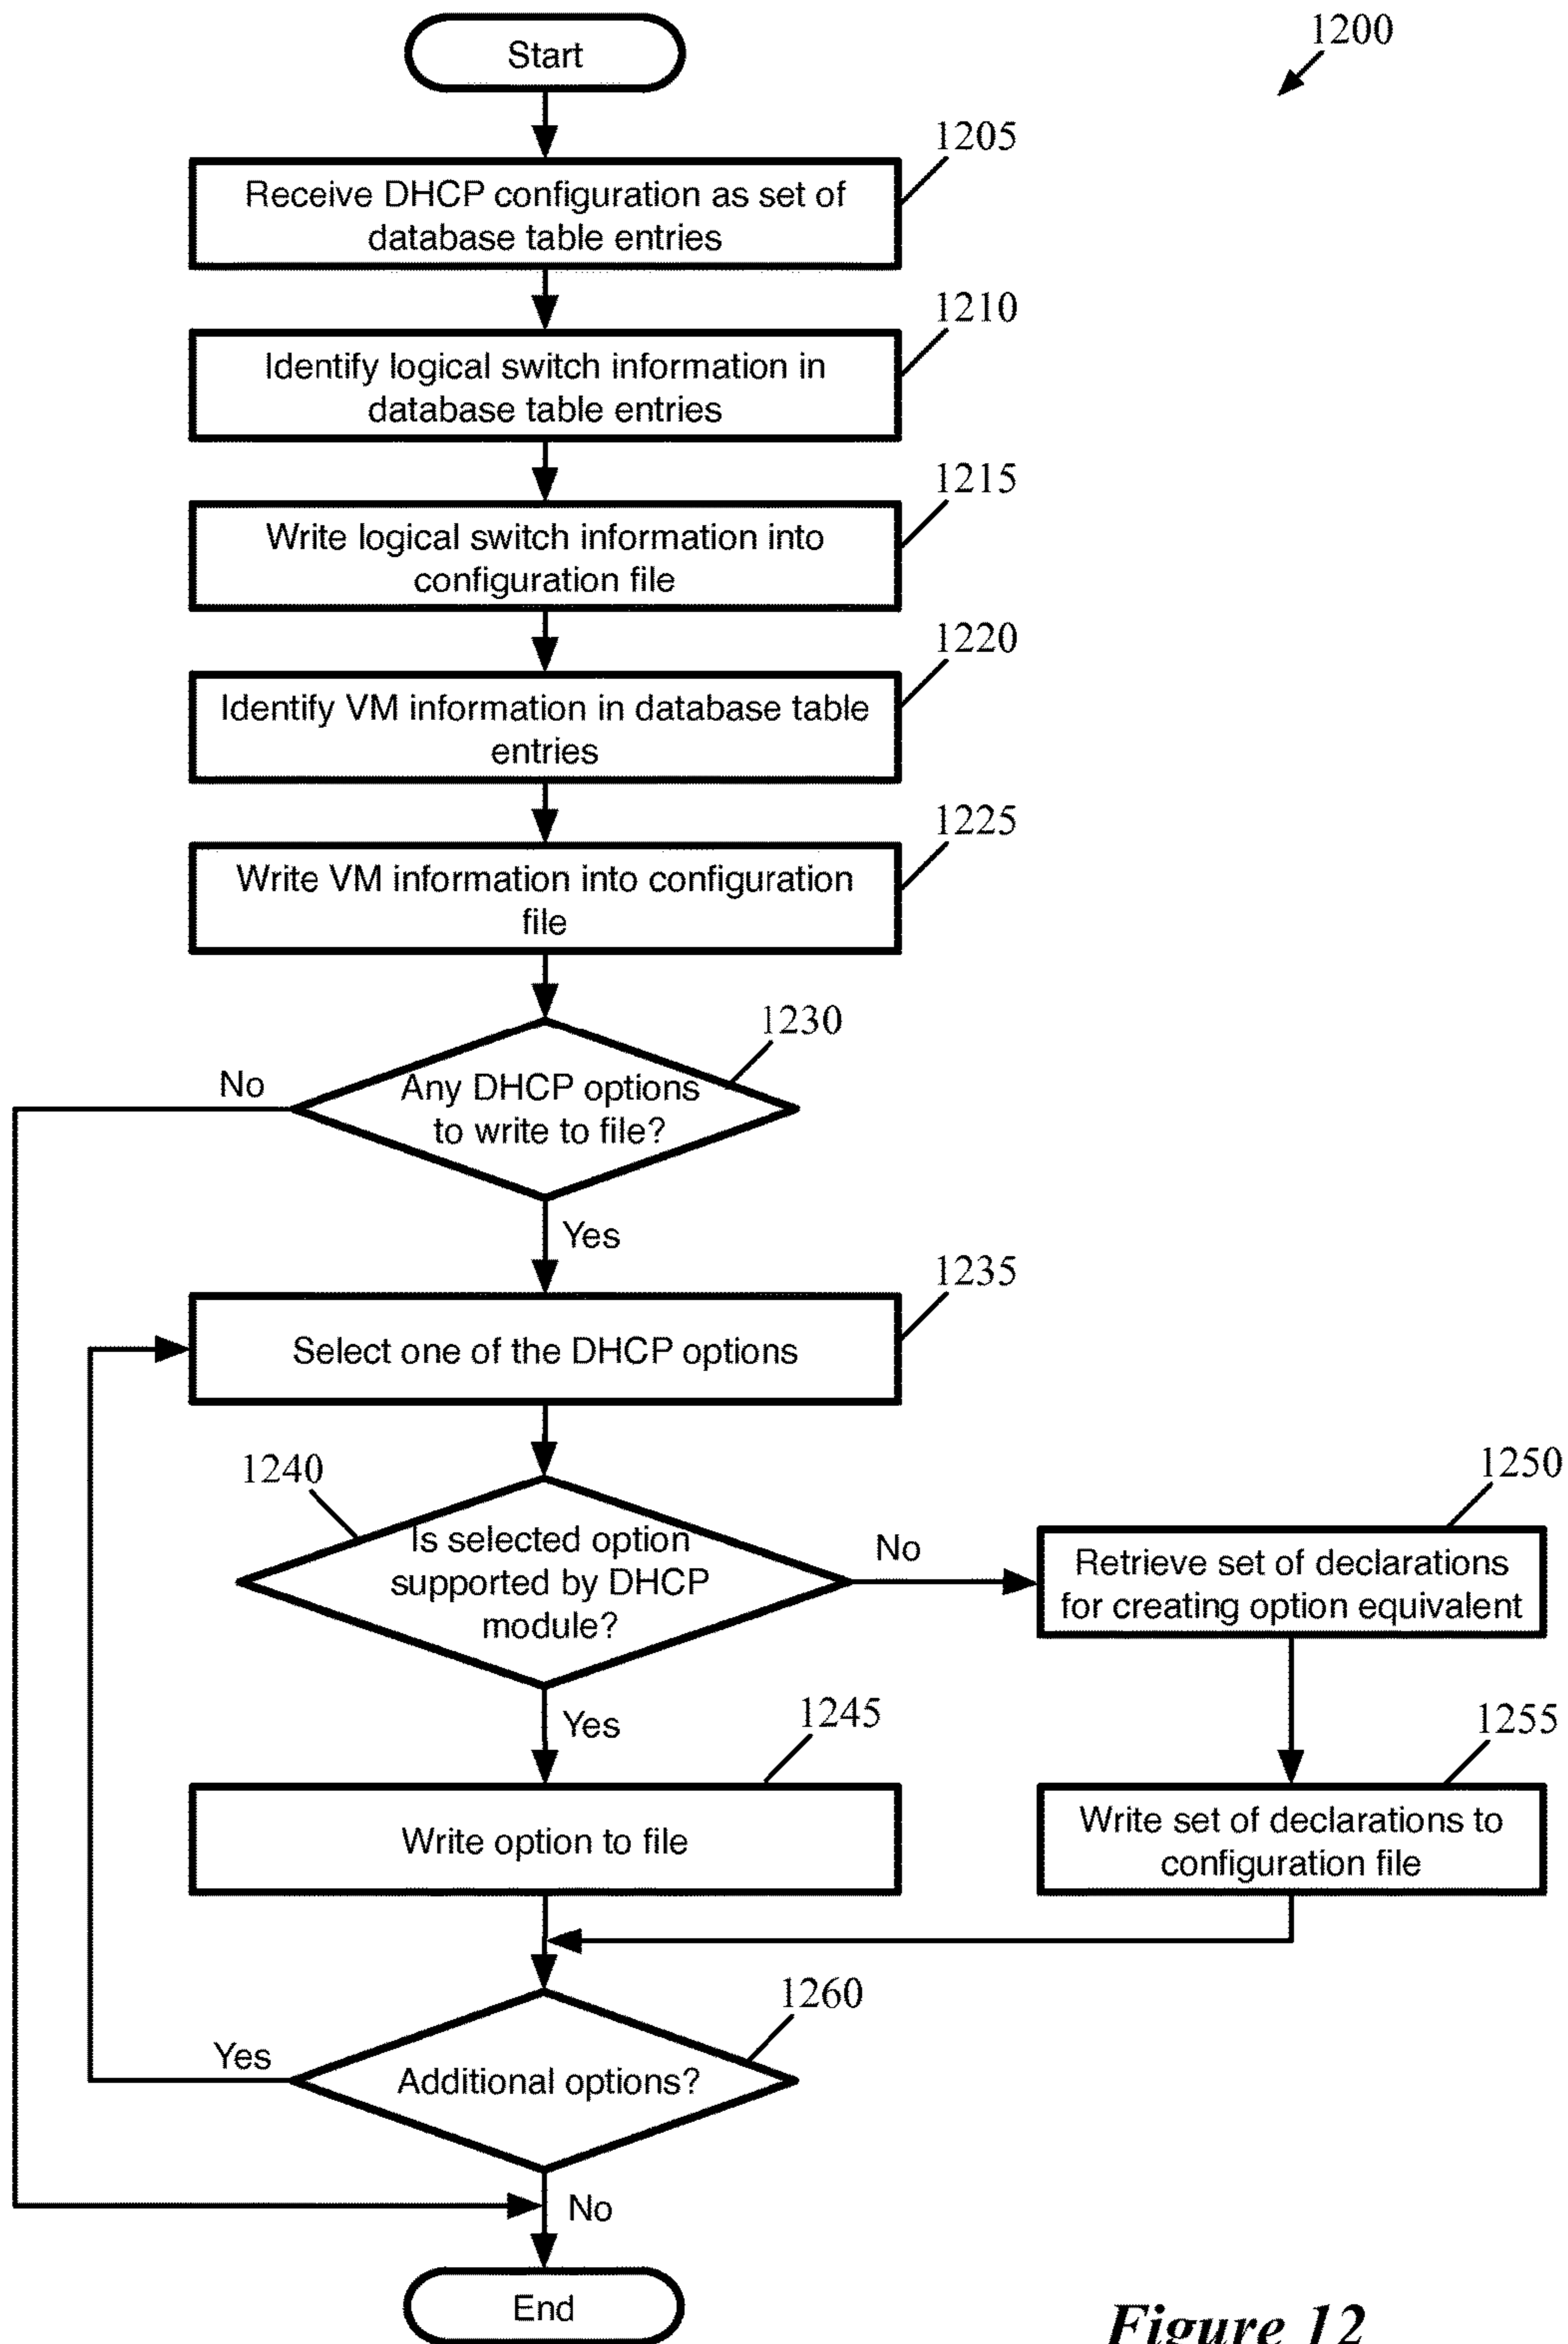 Start
1200
1205
Receive DHCP configuration as set of
database table entries
1210
Identify logical switch information in
database table entries
1215
Write logical switch information into
configuration file
1220
Identify VM information in database table
entries
1225
Write VM information into configuration
file
1230
No
Any DHCP options
to write to file?
Yes
1235
Select one of the DHCP options
1240
Is selected option
supported by DHCP
module?
No
1250
Retrieve set of declarations
for creating option equivalent
Yes
1245
Write option to file
1255
Write set of declarations to
configuration file
1260
Yes
Additional options?
No
End
Figure 12